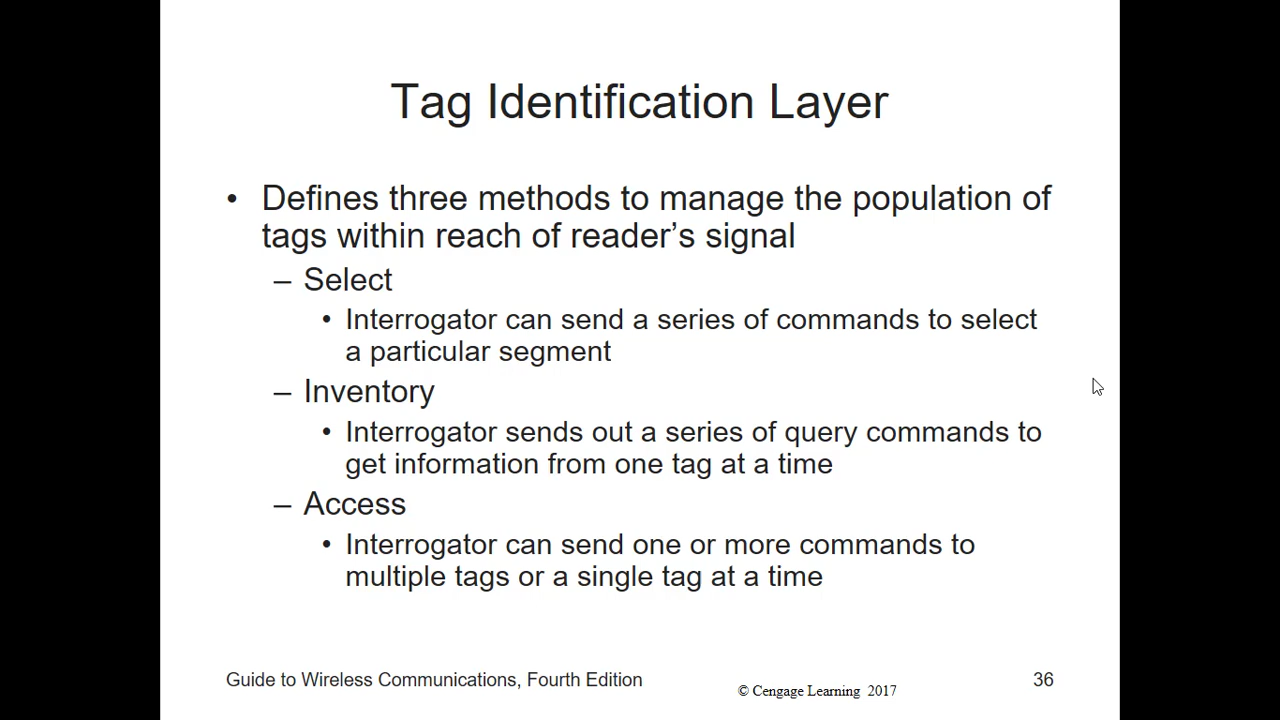 Tag Identification Layer
• Defines three methods to manage the population of
tags within reach of reader’s signal
– Select
• Interrogator can send a series of commands to select
a particular segment
– Inventory
• Interrogator sends out a series of query commands to
get information from one tag at a time
– Access
• Interrogator can send one or more commands to
multiple tags or a single tag at a time
Guide to Wireless Communications, Fourth Edition
© Cengage Learning 2017
36